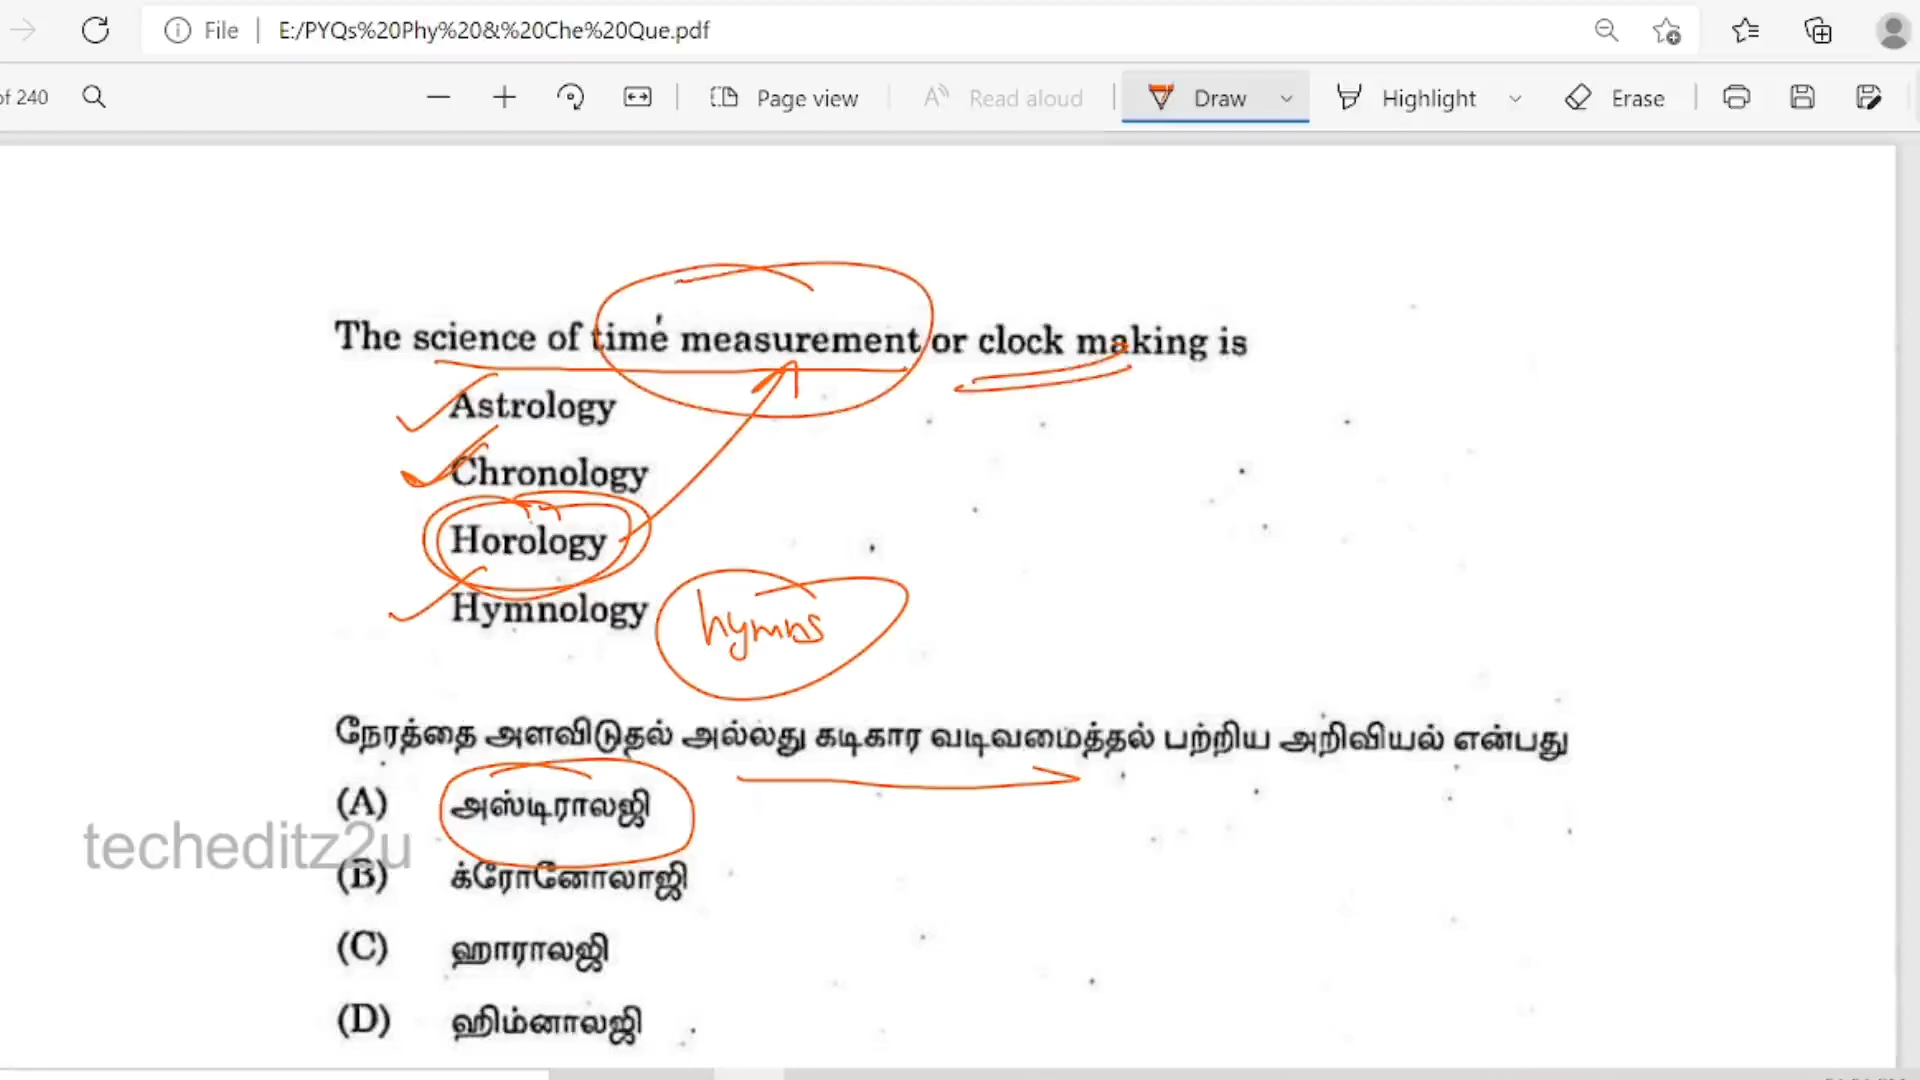 File E:/PYQs%20Phy%20&%20Che%20Que.pdf
of 240 Page view Read aloud Draw Highlight Erase
The science of time measurement or clock making is
Astrology
Chronology
Horology
Hymnology hymns
நேரத்தை அளவிடுதல் அல்லது கடிகார வடிவமைத்தல் பற்றிய அறிவியல் என்பது
(A) அஸ்டிராலஜி
techeditz2u
(B) க்ரோனோலாஜி
(C) ஹாராலஜி
(D) ஹிம்னாலஜி